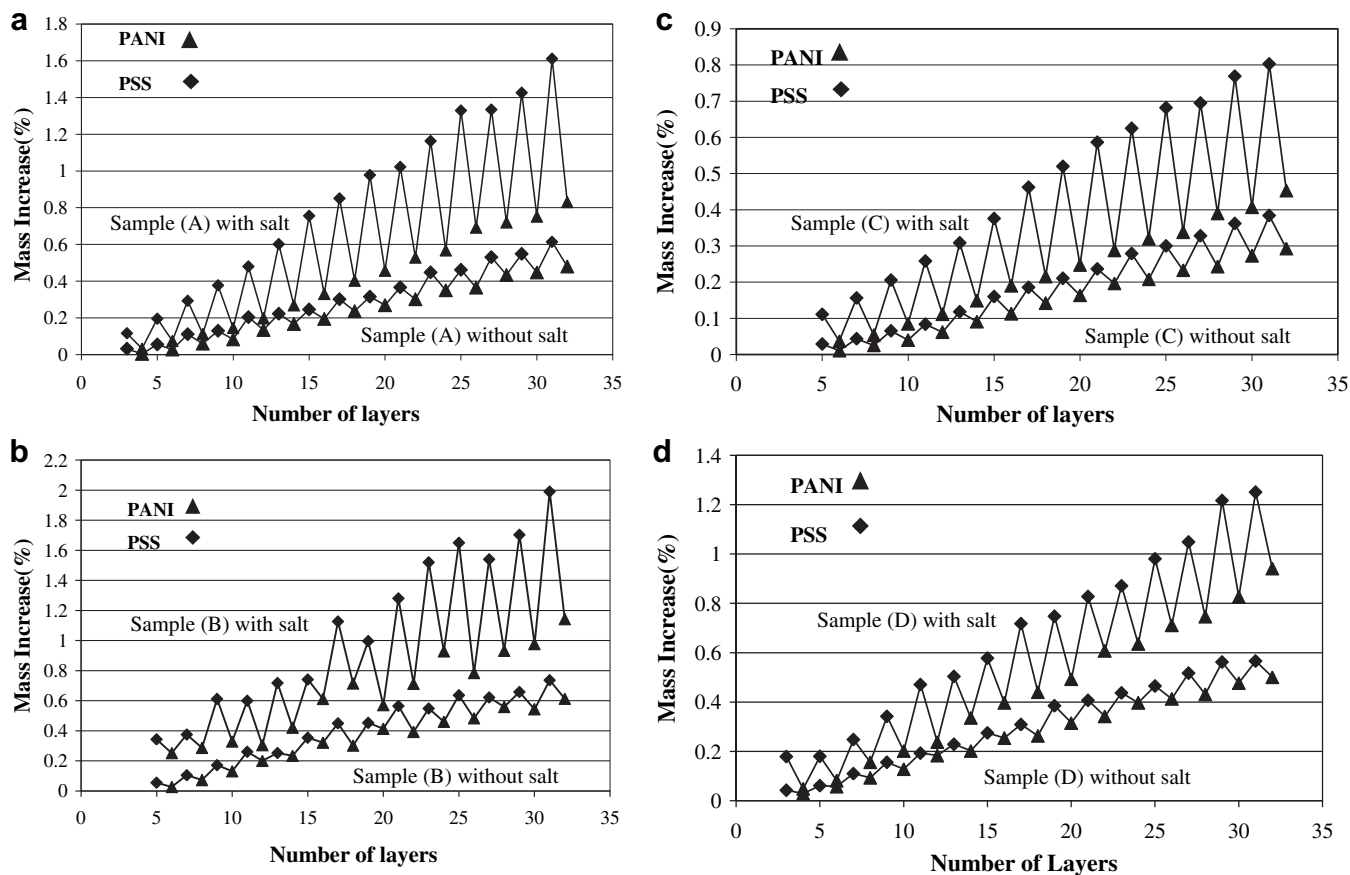 a
Mass Increase(%)
1.8
1.6
1.4
1.2
1
0.8
0.6
0.4
0.2
0
PANI
PSS
Sample (A) with salt
Sample (A) without salt
0 5 10 15 20 25 30 35
Number of layers
c
Mass Increase(%)
0.9
0.8
0.7
0.6
0.5
0.4
0.3
0.2
0.1
0
PANI
PSS
Sample (C) with salt
Sample (C) without salt
0 5 10 15 20 25 30 35
Number of layers
b
Mass Increase(%)
2.2
2
1.8
1.6
1.4
1.2
1
0.8
0.6
0.4
0.2
0
PANI
PSS
Sample (B) with salt
Sample (B) without salt
0 5 10 15 20 25 30 35
Number of layers
d
Mass Increase(%)
1.4
1.2
1
0.8
0.6
0.4
0.2
0
PANI
PSS
Sample (D) with salt
Sample (D) without salt
0 5 10 15 20 25 30 35
Number of Layers